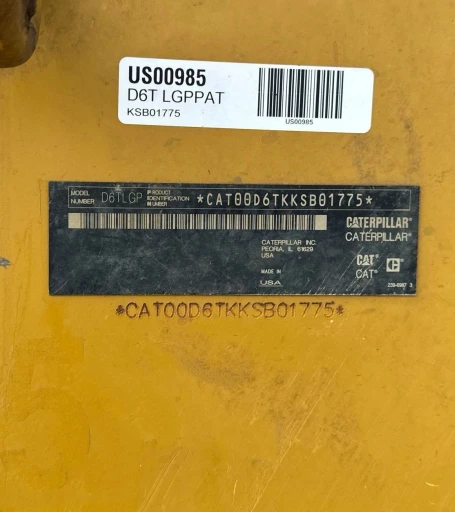 US00985
D6T LGPPAT
KSB01775
US00985
MODEL NUMBER D6TLGP PRODUCT IDENTIFICATION NUMBER *CAT00D6TKKSB01775*
CATERPILLAR®
CATERPILLAR®
CATERPILLAR INC.
PEORIA, IL 61629
USA
CAT®
CAT®
C
MADE IN
USA
*CAT00D6TKKSB01775*